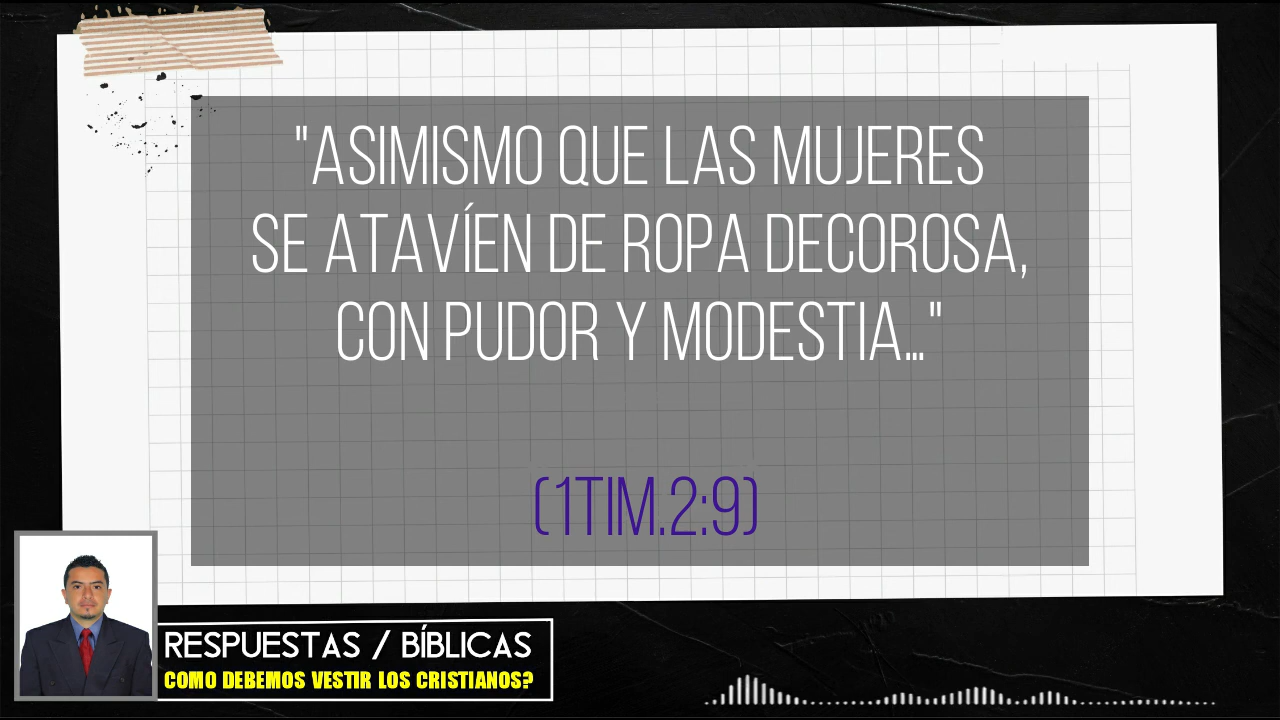 "ASIMISMO QUE LAS MUJERES
SE ATAVÍEN DE ROPA DECOROSA,
CON PUDOR Y MODESTIA..."
(1TIM.2:9)
RESPUESTAS / BÍBLICAS
COMO DEBEMOS VESTIR LOS CRISTIANOS?